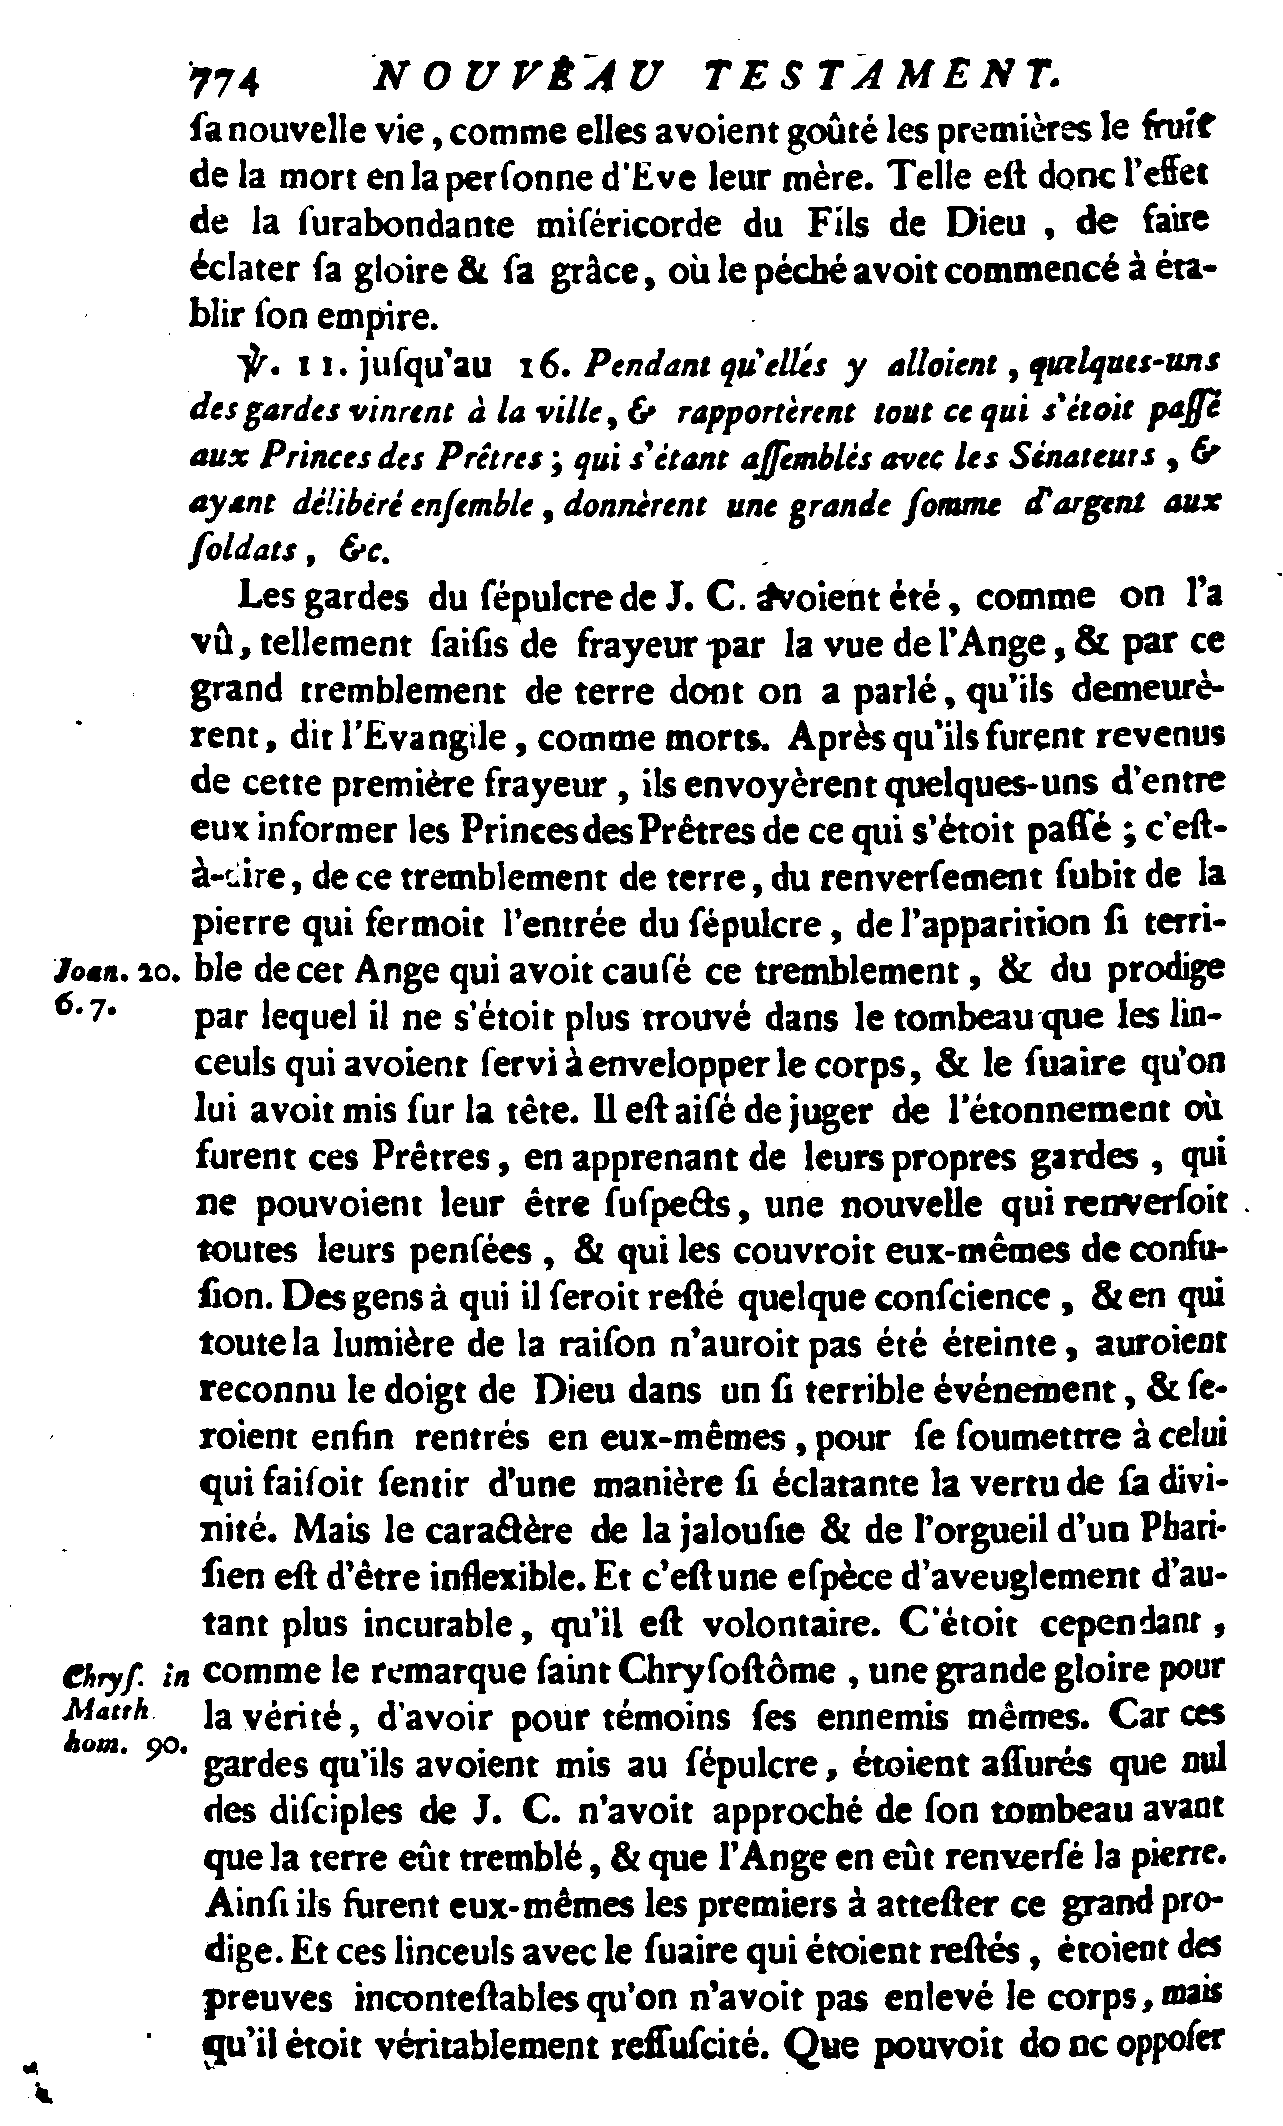 774 NOUVEAU TESTAMENT.
ſa nouvelle vie, comme elles avoient goûté les premières le fruit
de la mort en la perſonne d'Eve leur mère. Telle eſt donc l'effet
de la ſurabondante miſéricorde du Fils de Dieu, de faire
éclater ſa gloire & ſa grâce, où le péché avoit commencé à éta-
blir ſon empire.
℣. 11. juſqu'au 16. Pendant qu'elles y alloient, quelques-uns
des gardes vinrent à la ville, & rapportèrent tout ce qui s'étoit paſſé
aux Princes des Prêtres; qui s'étant aſſemblés avec les Sénateurs, &
ayant délibéré enſemble, donnèrent une grande ſomme d'argent aux
ſoldats, &c.
Les gardes du ſépulcre de J. C. avoient été, comme on l'a
vû, tellement ſaiſis de frayeur par la vue de l'Ange, & par ce
grand tremblement de terre dont on a parlé, qu'ils demeurè-
rent, dit l'Evangile, comme morts. Après qu'ils furent revenus
de cette première frayeur, ils envoyèrent quelques-uns d'entre
eux informer les Princes des Prêtres de ce qui s'étoit paſſé; c'eſt-
à-dire, de ce tremblement de terre, du renverſement ſubit de la
pierre qui fermoit l'entrée du ſépulcre, de l'apparition ſi terri-
Joan. 20. ble de cet Ange qui avoit cauſé ce tremblement, & du prodige
6. 7. par lequel il ne s'étoit plus trouvé dans le tombeau que les lin-
ceuls qui avoient ſervi à envelopper le corps, & le ſuaire qu'on
lui avoit mis ſur la tête. Il eſt aiſé de juger de l'étonnement où
furent ces Prêtres, en apprenant de leurs propres gardes, qui
ne pouvoient leur être ſuſpects, une nouvelle qui renverſoit
toutes leurs penſées, & qui les couvroit eux-mêmes de confu-
ſion. Des gens à qui il ſeroit reſté quelque conſcience, & en qui
toute la lumière de la raiſon n'auroit pas été éteinte, auroient
reconnu le doigt de Dieu dans un ſi terrible événement, & ſe-
roient enfin rentrés en eux-mêmes, pour ſe ſoumettre à celui
qui faiſoit ſentir d'une manière ſi éclatante la vertu de ſa divi-
nité. Mais le caractère de la jalouſie & de l'orgueil d'un Phari-
ſien eſt d'être inflexible. Et c'eſt une eſpèce d'aveuglement d'au-
tant plus incurable, qu'il eſt volontaire. C'étoit cependant,
Chryſ. in comme le remarque ſaint Chryſoſtôme, une grande gloire pour
Matth. la vérité, d'avoir pour témoins ſes ennemis mêmes. Car ces
hom. 90. gardes qu'ils avoient mis au ſépulcre, étoient aſſurés que nul
des diſciples de J. C. n'avoit approché de ſon tombeau avant
que la terre eût tremblé, & que l'Ange en eût renverſé la pierre.
Ainſi ils furent eux-mêmes les premiers à atteſter ce grand pro-
dige. Et ces linceuls avec le ſuaire qui étoient reſtés, étoient des
preuves inconteſtables qu'on n'avoit pas enlevé le corps, mais
qu'il étoit véritablement reſſuſcité. Que pouvoit donc oppoſer